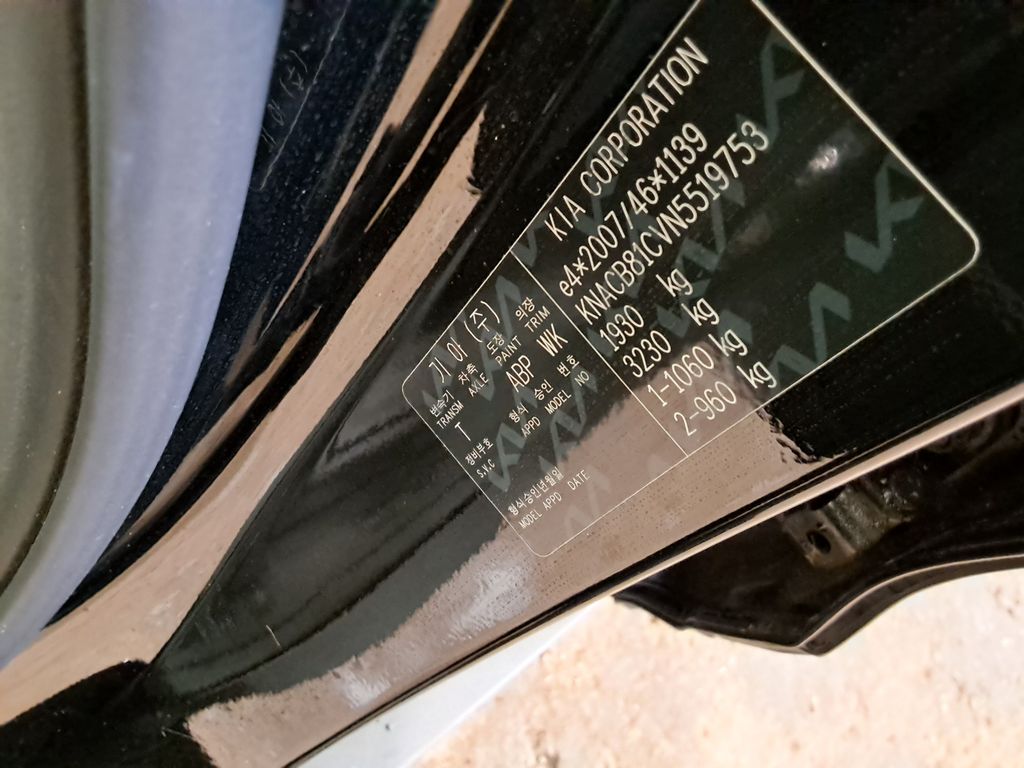 KIA CORPORATION
e4*2007/46*1139
KNACB81CVN5519753
1930 kg
3230 kg
1-1060 kg
2-960 kg
기아 (주)
변속기 차축 도장 의장
TRANSM AXLE PAINT TRIM
T ABP WK
장비부호 형식 승인 번호
S.V.C APPD MODEL NO
형식승인년월일
MODEL APPD DATE